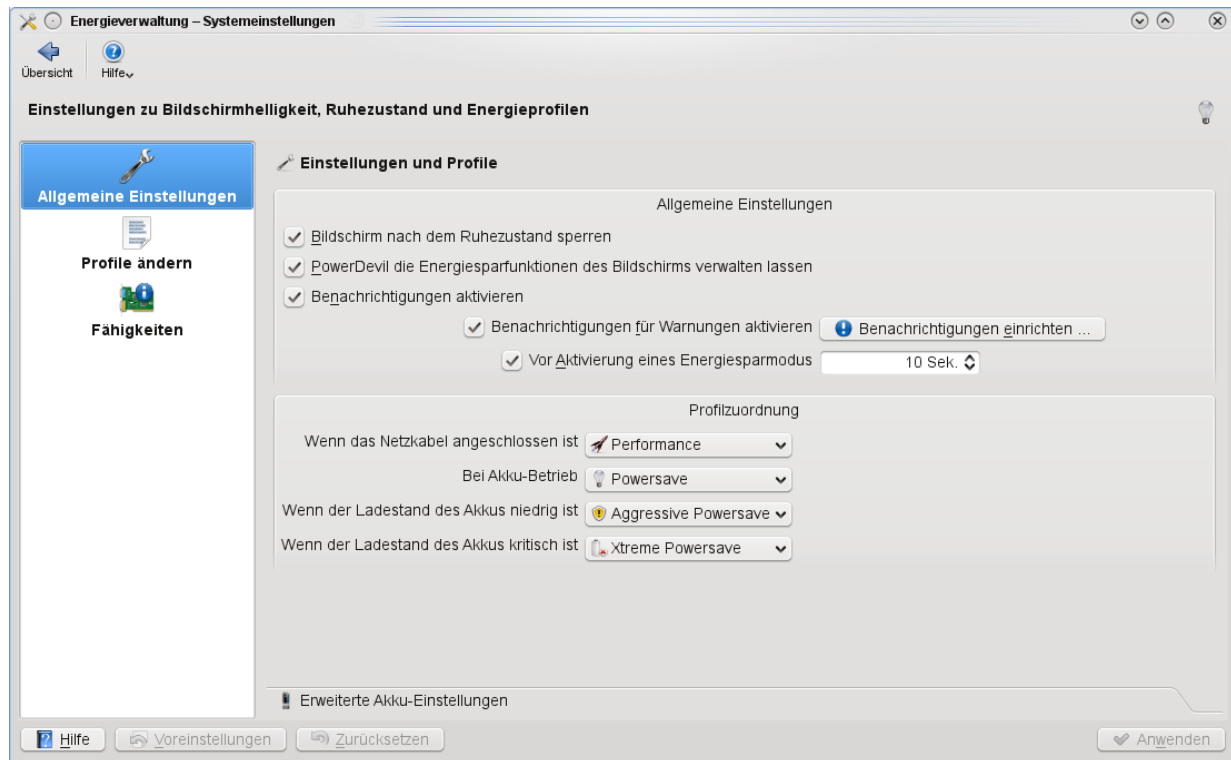 Energieverwaltung – Systemeinstellungen
Übersicht
Hilfe
Einstellungen zu Bildschirmhelligkeit, Ruhezustand und Energieprofilen
Allgemeine Einstellungen
Profile ändern
Fähigkeiten
Einstellungen und Profile
Allgemeine Einstellungen
Bildschirm nach dem Ruhezustand sperren
PowerDevil die Energiesparfunktionen des Bildschirms verwalten lassen
Benachrichtigungen aktivieren
Benachrichtigungen für Warnungen aktivieren Benachrichtigungen einrichten ...
Vor Aktivierung eines Energiesparmodus 10 Sek.
Profilzuordnung
Wenn das Netzkabel angeschlossen ist Performance
Bei Akku-Betrieb Powersave
Wenn der Ladestand des Akkus niedrig ist Aggressive Powersave
Wenn der Ladestand des Akkus kritisch ist Xtreme Powersave
Erweiterte Akku-Einstellungen
Hilfe Voreinstellungen Zurücksetzen Anwenden